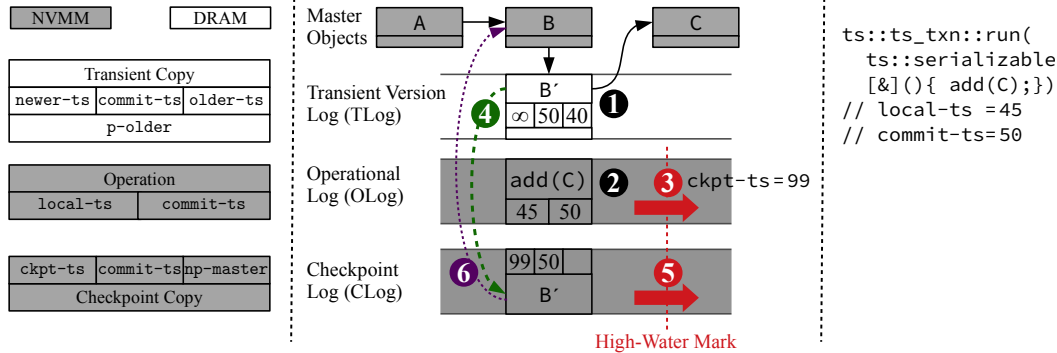 NVMM
DRAM
Transient Copy
newer-ts commit-ts older-ts
p-older
Operation
local-ts commit-ts
ckpt-ts commit-ts np-master
Checkpoint Copy
Master
Objects
A
B
C
Transient Version
Log (TLog)
B′
∞ 50 40
1
4
Operational
Log (OLog)
add(C)
45 50
2
3
ckpt-ts=99
Checkpoint
Log (CLog)
99 50
B′
6
5
High-Water Mark
ts::ts_txn::run(
ts::serializable
[&](){ add(C);})
// local-ts =45
// commit-ts=50